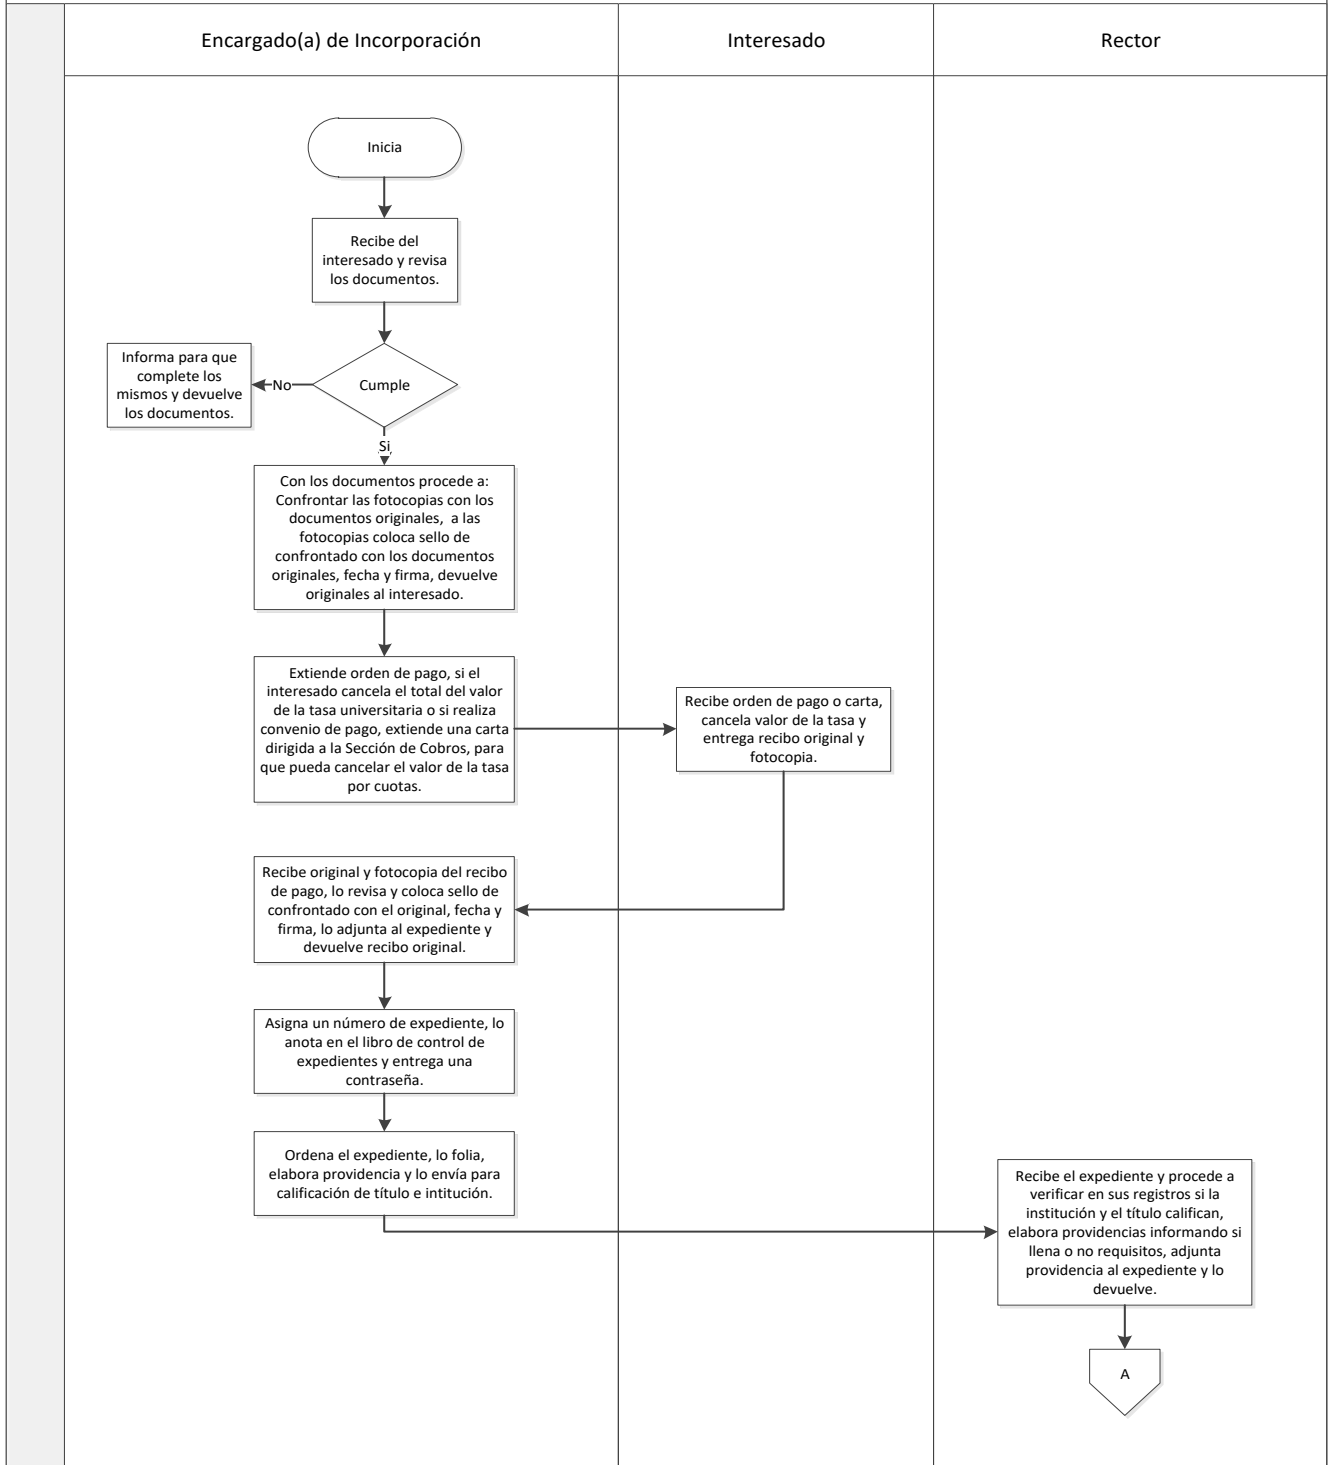 Encargado(a) de Incorporación
Interesado
Rector
Inicia
Recibe del
interesado y revisa
los documentos.
Cumple
No
Informa para que
complete los
mismos y devuelve
los documentos.
Si
Con los documentos procede a:
Confrontar las fotocopias con los
documentos originales, a las
fotocopias coloca sello de
confrontado con los documentos
originales, fecha y firma, devuelve
originales al interesado.
Extiende orden de pago, si el
interesado cancela el total del valor
de la tasa universitaria o si realiza
convenio de pago, extiende una carta
dirigida a la Sección de Cobros, para
que pueda cancelar el valor de la tasa
por cuotas.
Recibe orden de pago o carta,
cancela valor de la tasa y
entrega recibo original y
fotocopia.
Recibe original y fotocopia del recibo
de pago, lo revisa y coloca sello de
confrontado con el original, fecha y
firma, lo adjunta al expediente y
devuelve recibo original.
Asigna un número de expediente, lo
anota en el libro de control de
expedientes y entrega una
contraseña.
Ordena el expediente, lo folia,
elabora providencia y lo envía para
calificación de título e intitución.
Recibe el expediente y procede a
verificar en sus registros si la
institución y el título califican,
elabora providencias informando si
llena o no requisitos, adjunta
providencia al expediente y lo
devuelve.
A